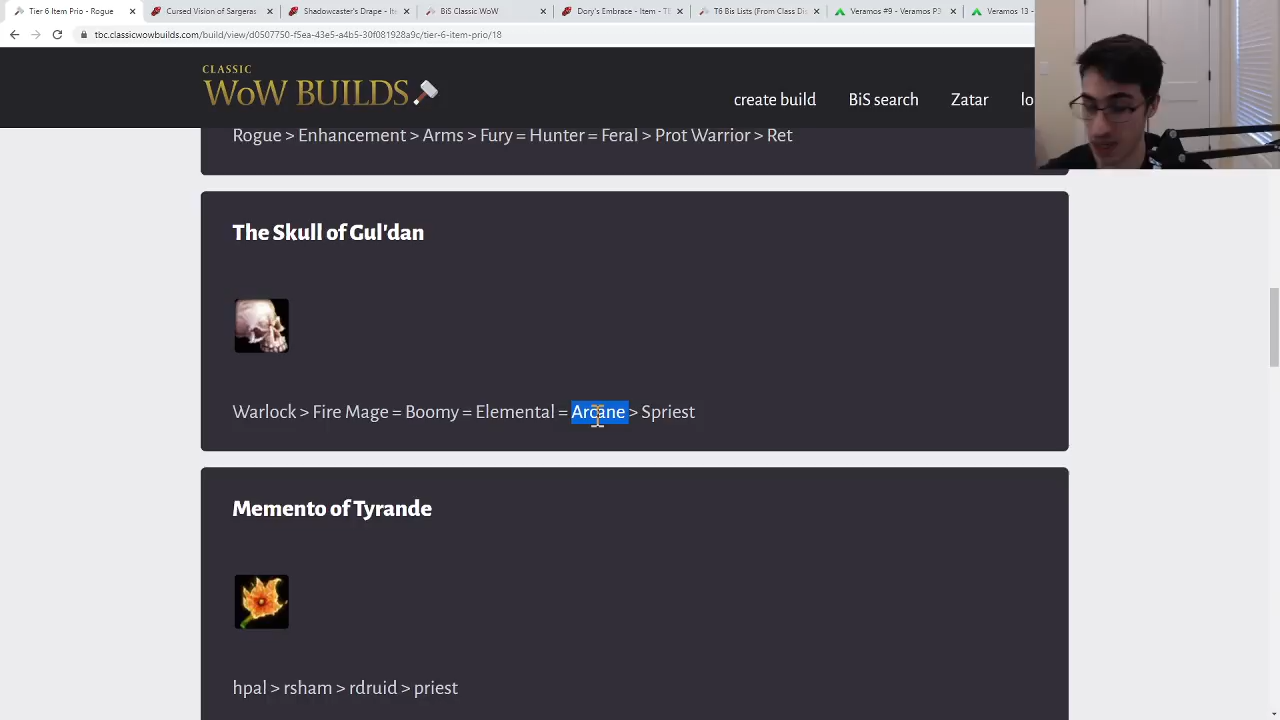 Tier 6 Item Prio - Rogue
Cursed Vision of Sargeras
Shadowcaster's Drape - Ite
BiS Classic WoW
Dory's Embrace - Item - TB
T6 Bis Lists (From Class Dis
Veramos #9 - Veramos P3
Veramos 13 -
tbc.classicwowbuilds.com/build/view/d0507750-f5ea-43e5-a4b5-30f081928a9c/tier-6-item-prio/18
CLASSIC
WoW BUILDS
create build
BiS search
Zatar
lo
Rogue > Enhancement > Arms > Fury = Hunter = Feral > Prot Warrior > Ret
The Skull of Gul'dan
Warlock > Fire Mage = Boomy = Elemental = Arcane > Spriest
Memento of Tyrande
hpal > rsham > rdruid > priest